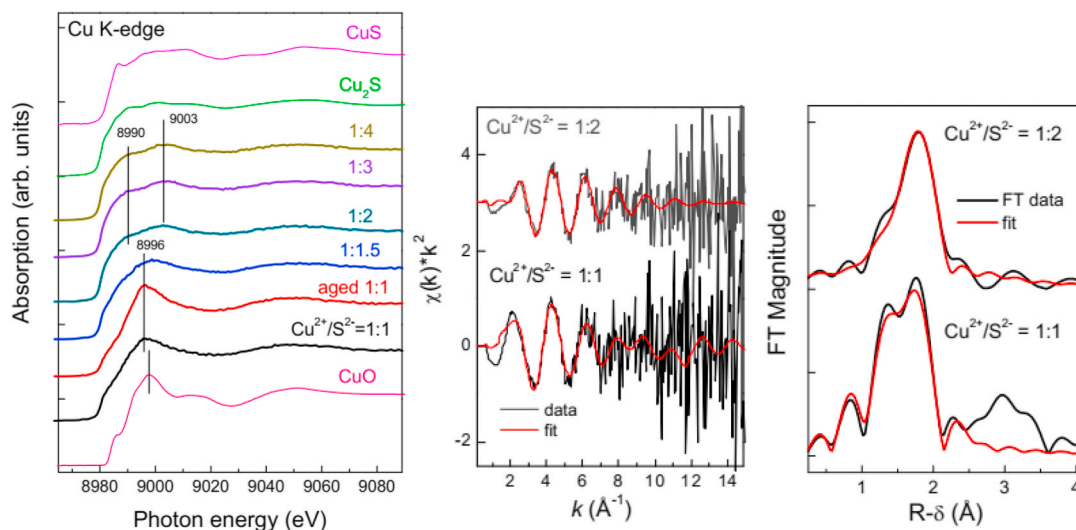 Cu K-edge
CuS
Cu₂S
9003
8990
1:4
1:3
1:2
8996
1:1.5
aged 1:1
Cu²⁺/S²⁻=1:1
CuO
Absorption (arb. units)
8980 9000 9020 9040 9060 9080
Photon energy (eV)
Cu²⁺/S²⁻ = 1:2
4
2
Cu²⁺/S²⁻ = 1:1
0
data
fit
-2
χ(k)*k²
2 4 6 8 10 12 14
k (Å⁻¹)
Cu²⁺/S²⁻ = 1:2
FT data
fit
Cu²⁺/S²⁻ = 1:1
FT Magnitude
1 2 3 4
R-δ (Å)